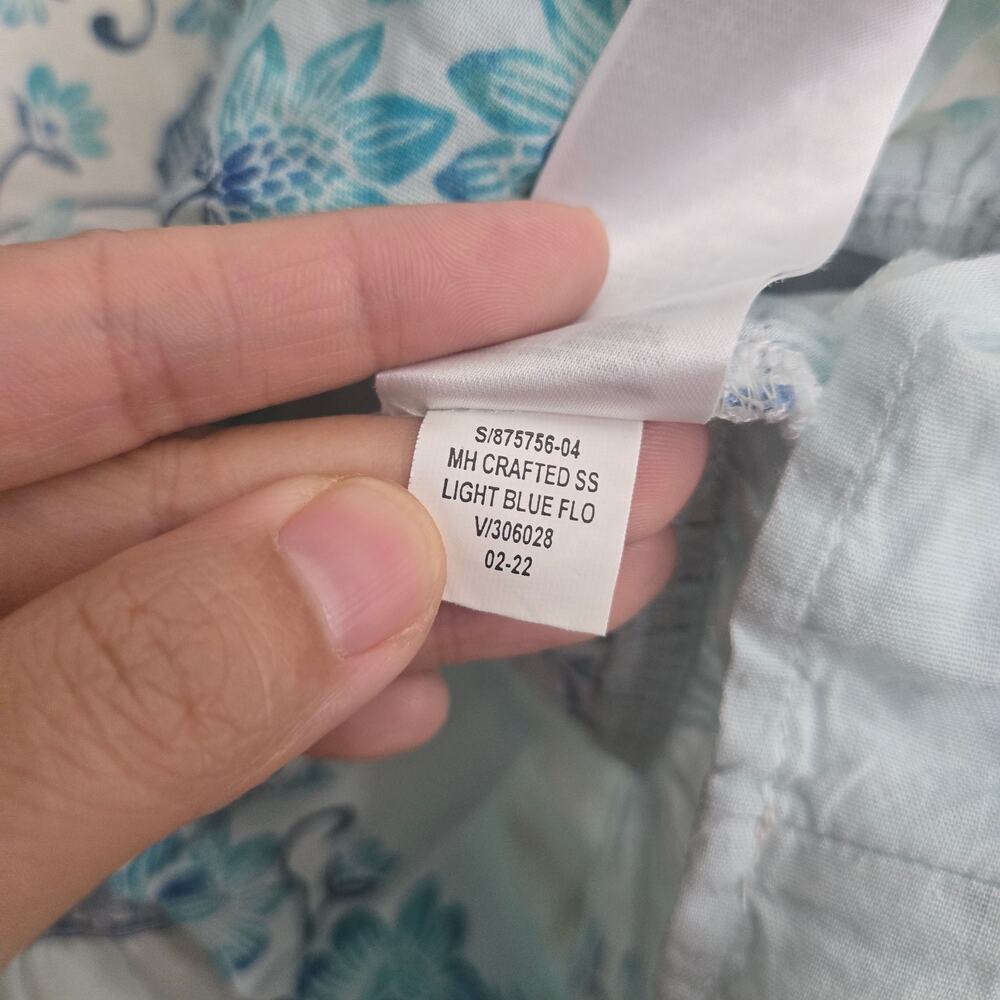 S/875756-04
MH CRAFTED SS
LIGHT BLUE FLO
V/306028
02-22